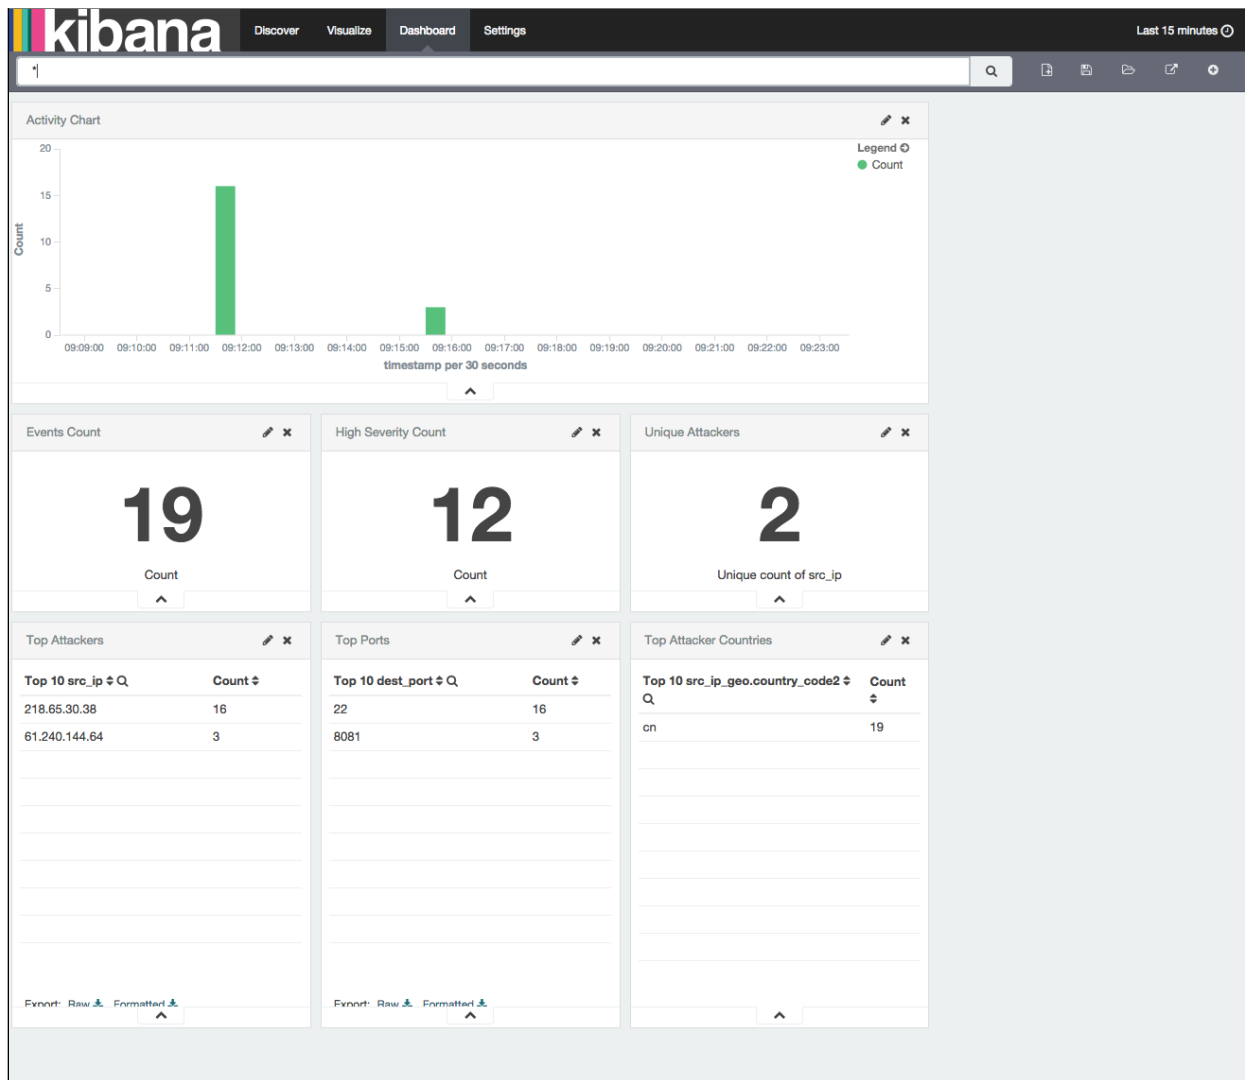 kibana Discover Visualize Dashboard Settings Last 15 minutes
*
Activity Chart
Legend
Count
20
15
10
5
0
Count
09:09:00 09:10:00 09:11:00 09:12:00 09:13:00 09:14:00 09:15:00 09:16:00 09:17:00 09:18:00 09:19:00 09:20:00 09:21:00 09:22:00 09:23:00
timestamp per 30 seconds
Events Count
19
Count
High Severity Count
12
Count
Unique Attackers
2
Unique count of src_ip
Top Attackers
Top 10 src_ip Count
218.65.30.38 16
61.240.144.64 3
Export: Raw Formatted
Top Ports
Top 10 dest_port Count
22 16
8081 3
Export: Raw Formatted
Top Attacker Countries
Top 10 src_ip_geo.country_code2 Count
cn 19